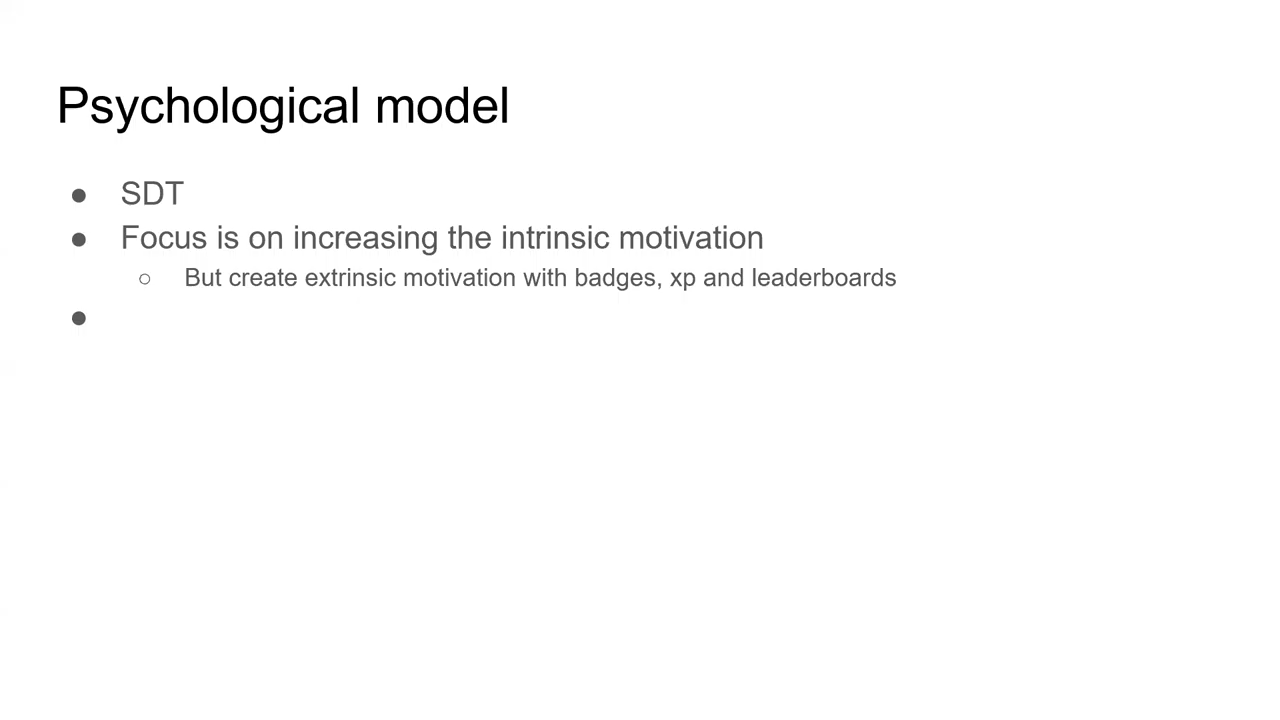 Psychological model
● SDT
● Focus is on increasing the intrinsic motivation
○ But create extrinsic motivation with badges, xp and leaderboards
●